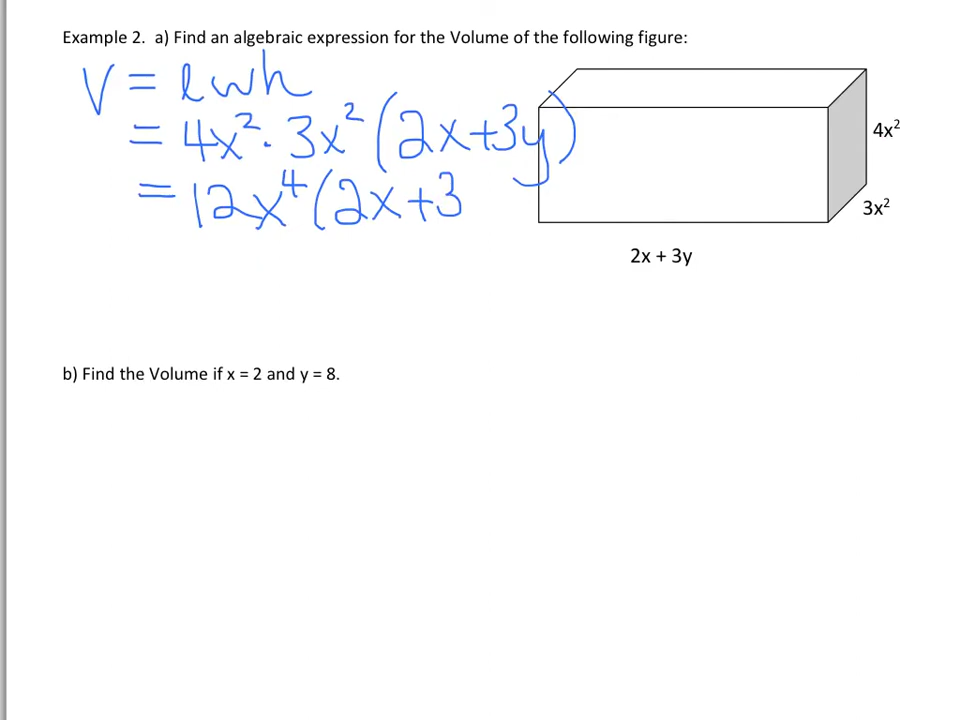 Example 2.  a) Find an algebraic expression for the Volume of the following figure:
V = lwh
= 4x² · 3x² (2x+3y)
= 12x⁴ (2x+3
4x²
3x²
2x + 3y
b) Find the Volume if x = 2 and y = 8.